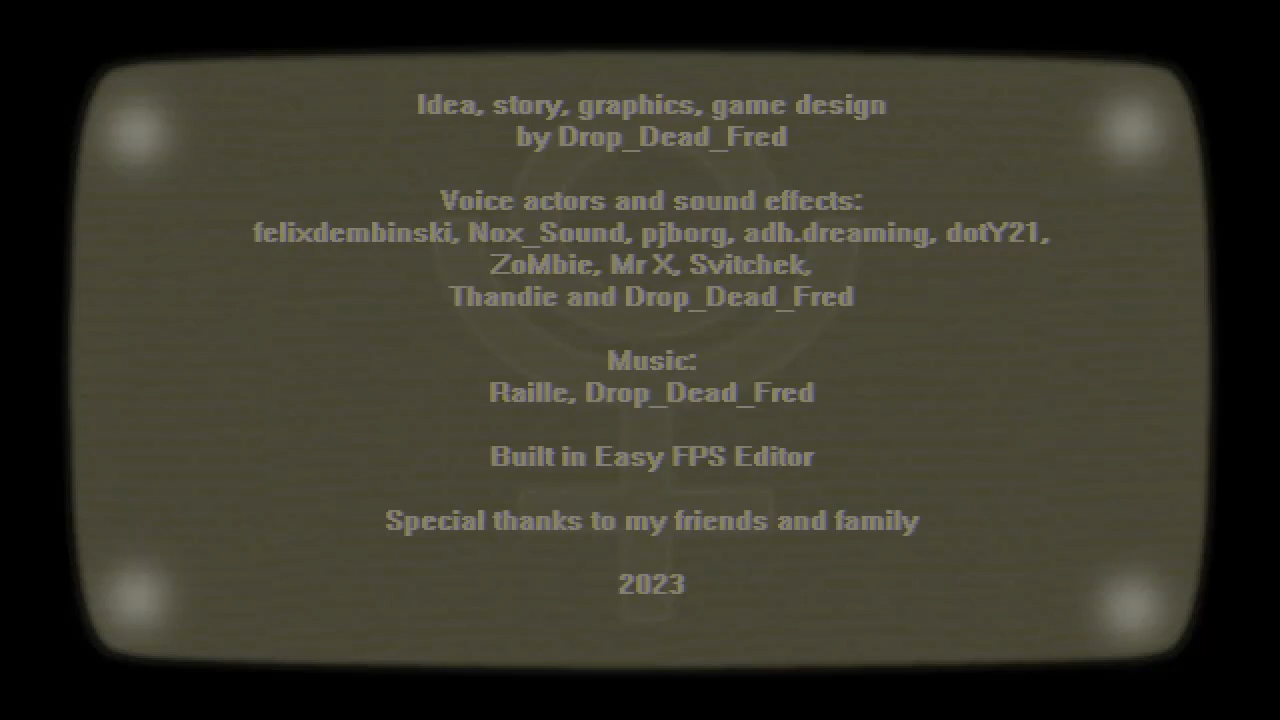 Idea, story, graphics, game design
by Drop_Dead_Fred
Voice actors and sound effects:
felixdembinski, Nox_Sound, pjborg, adh.dreaming, dotY21,
ZoMbie, Mr X, Svitchek,
Thandie and Drop_Dead_Fred
Music:
Raille, Drop_Dead_Fred
Built in Easy FPS Editor
Special thanks to my friends and family
2023